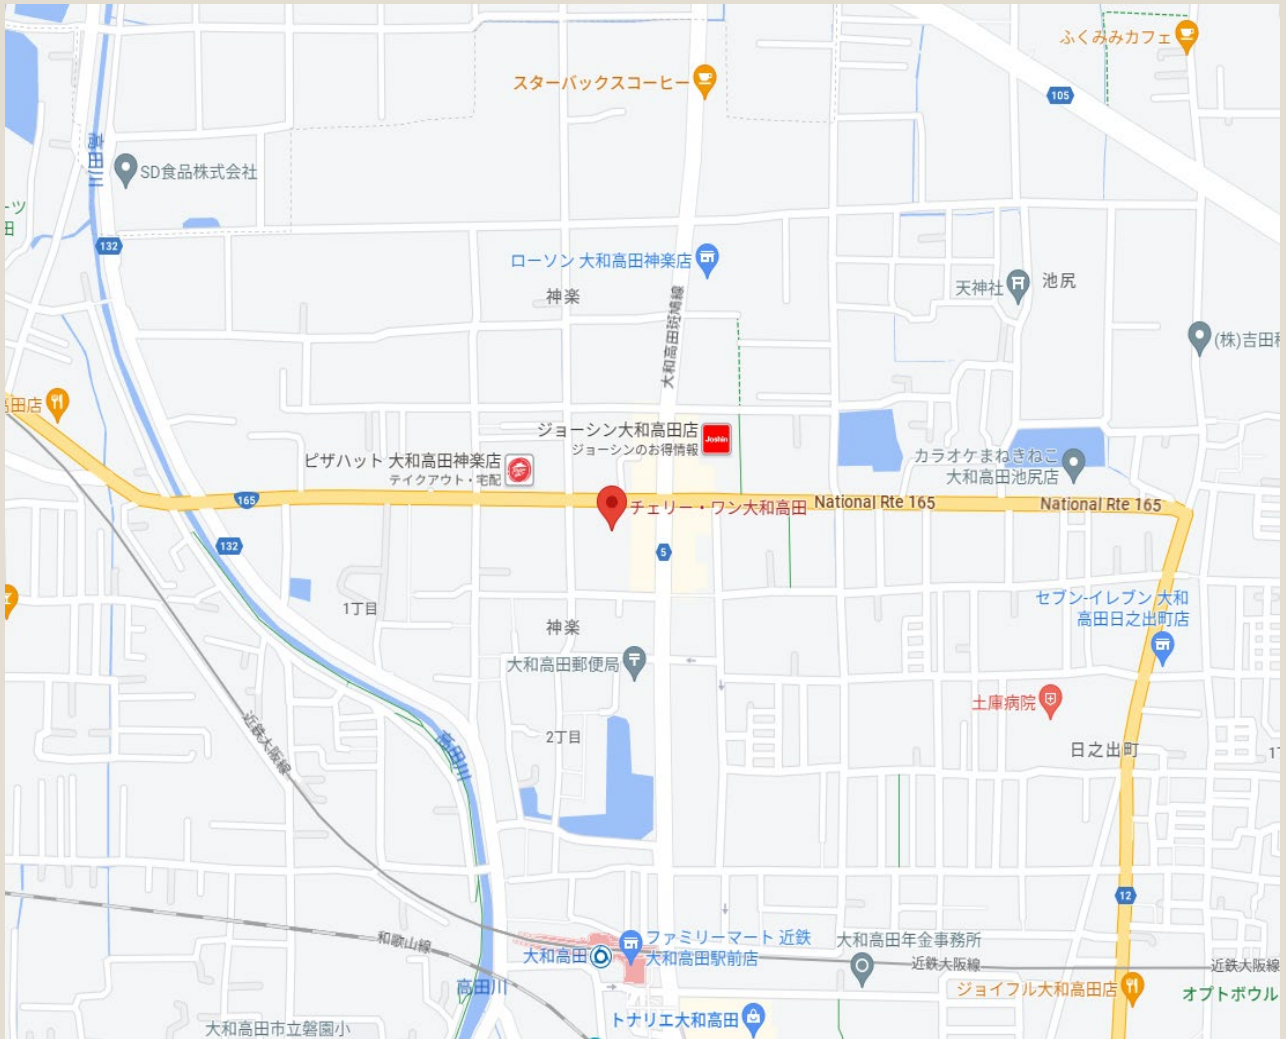 ふくみみカフェ
スターバックスコーヒー
105
高田川
SD食品株式会社
ーツ
田
132
ローソン 大和高田神楽店
神楽
大和高田斑鳩線
天神社
池尻
(株)吉田
高田店
ジョーシン大和高田店
Joshin
ジョーシンのお得情報
ピザハット 大和高田神楽店
テイクアウト・宅配
カラオケまねきねこ
大和高田池尻店
165
チェリー・ワン大和高田
National Rte 165
National Rte 165
132
5
セブン-イレブン 大和
高田日之出町店
1丁目
神楽
大和高田郵便局
土庫病院
近鉄大阪線
高田川
2丁目
日之出町
1丁
12
和歌山線
大和高田
ファミリーマート 近鉄
大和高田駅前店
大和高田年金事務所
近鉄大阪線
近鉄大阪線
高田川
ジョイフル大和高田店
オプトボウル
トナリエ大和高田
大和高田市立磐園小